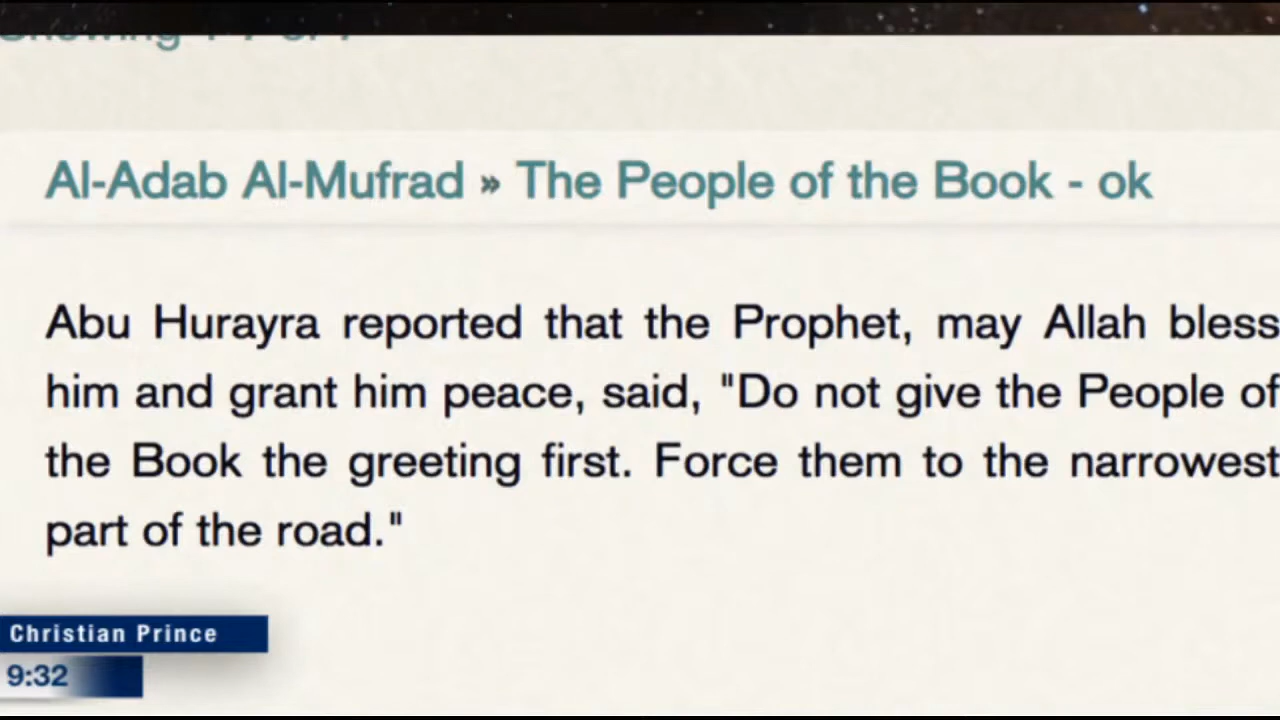 Al-Adab Al-Mufrad » The People of the Book - ok
Abu Hurayra reported that the Prophet, may Allah bless
him and grant him peace, said, "Do not give the People of
the Book the greeting first. Force them to the narrowest
part of the road."
Christian Prince
9:32